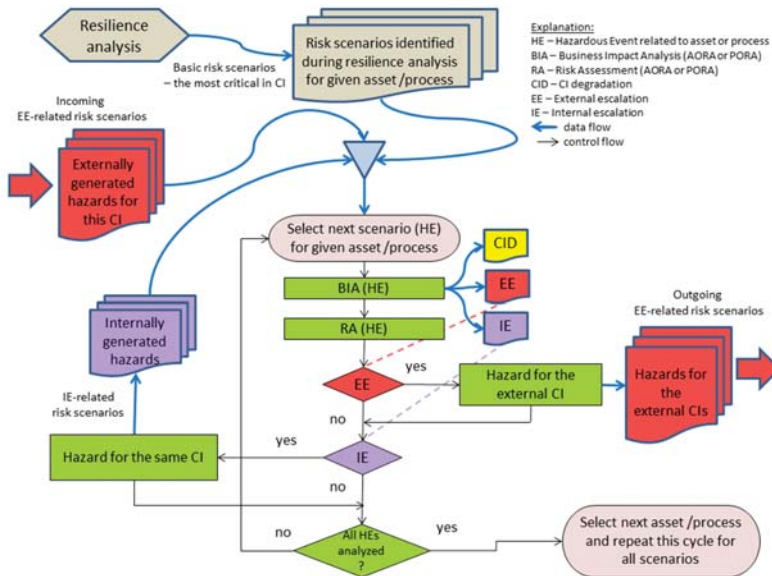 Resilience
analysis
Basic risk scenarios
– the most critical in CI
Risk scenarios identified
during resilience analysis
for given asset /process
Explanation:
HE – Hazardous Event related to asset or process
BIA – Business Impact Analysis (AORA or PORA)
RA – Risk Assessment (AORA or PORA)
CID – CI degradation
EE – External escalation
IE – Internal escalation
data flow
control flow
Incoming
EE-related risk scenarios
Externally
generated
hazards for
this CI
Select next scenario (HE)
for given asset /process
CID
BIA (HE)
EE
RA (HE)
IE
Internally
generated
hazards
Outgoing
EE-related risk scenarios
EE
yes
Hazard for the
external CI
Hazards for
the
external CIs
no
IE-related
risk scenarios
Hazard for the same CI
yes
IE
no
no
All HEs
analyzed
?
yes
Select next asset /process
and repeat this cycle for
all scenarios